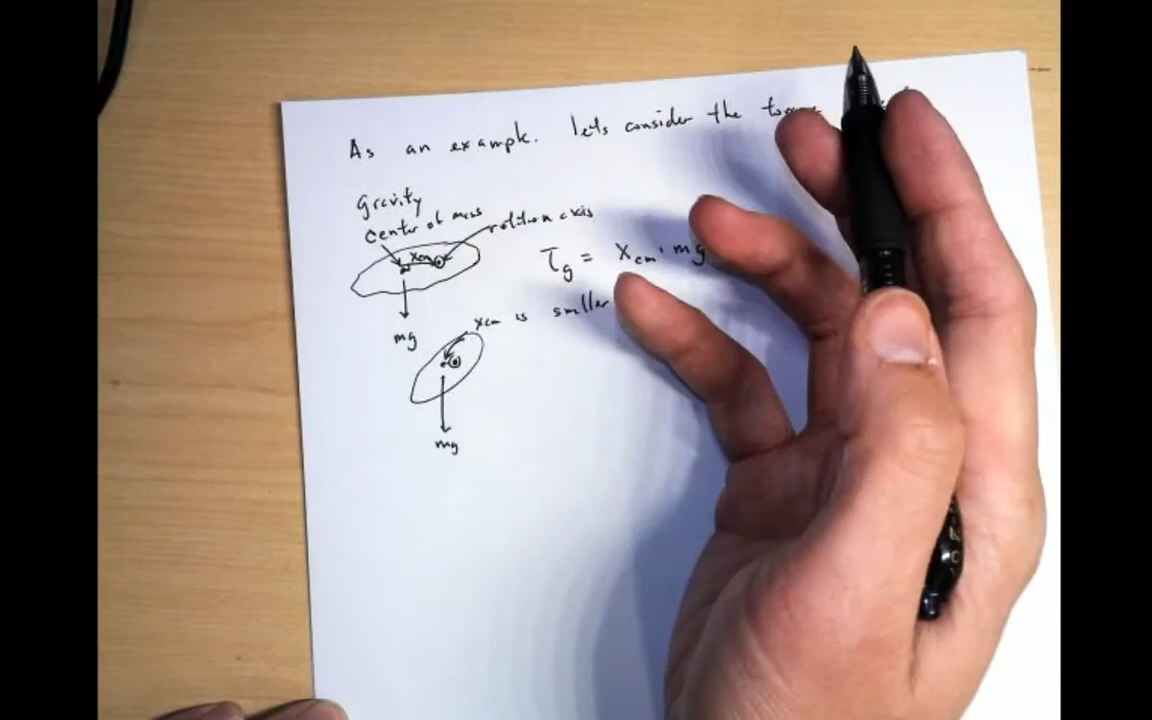 As an example. lets consider the
gravity
center of mass
rotation axis
xcm
τg = xcm · mg
mg
xcm is smaller
mg